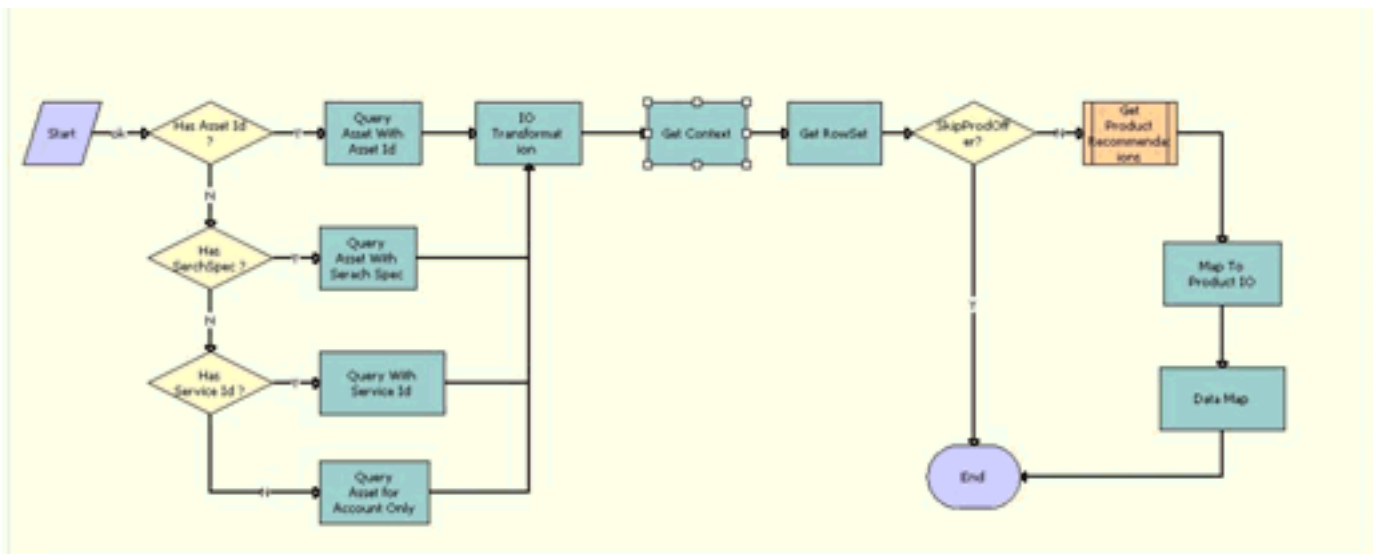 Start
ok
Has Asset Id
?
Y
Query
Asset With
Asset Id
IO
Transformat
ion
Get Context
Get RowSet
SkipProdOff
er?
N
Get
Product
Recommendat
ions
N
Has
SerchSpec ?
Y
Query
Asset With
Serach Spec
Y
Map To
Product IO
N
Has
Service Id ?
Y
Query With
Service Id
Data Map
N
Query
Asset for
Account Only
End